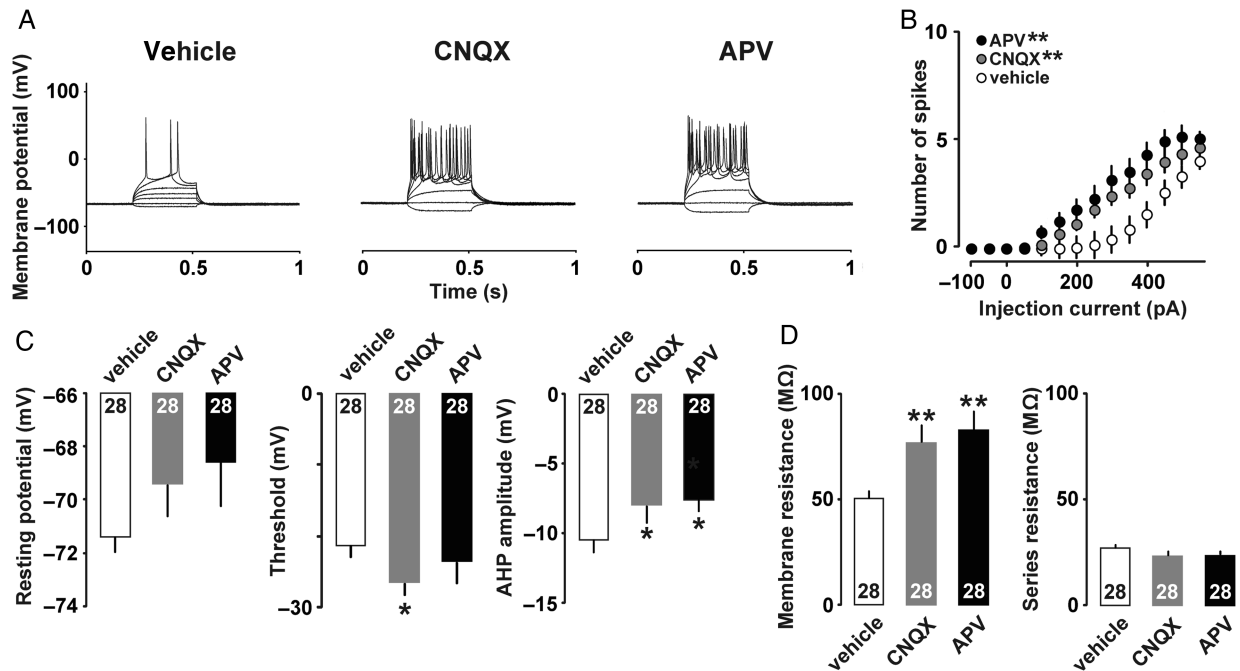 A
Vehicle
CNQX
APV
Membrane potential (mV)
100
0
−100
0
0.5
1
0
0.5
1
0
0.5
1
Time (s)
B
Number of spikes
10
5
0
APV**
CNQX**
vehicle
−100
0
200
400
Injection current (pA)
C
vehicle
CNQX
APV
Resting potential (mV)
−66
−68
−70
−72
−74
28
28
28
vehicle
CNQX
APV
Threshold (mV)
0
−30
28
28
28
*
vehicle
CNQX
APV
AHP amplitude (mV)
0
−5
−10
−15
28
28
28
*
*
*
D
Membrane resistance (MΩ)
100
50
0
**
**
28
28
28
vehicle
CNQX
APV
Series resistance (MΩ)
100
50
0
28
28
28
vehicle
CNQX
APV